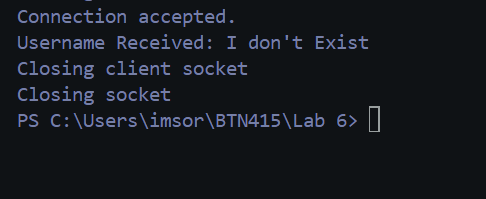 Connection accepted.
Username Received: I don't Exist
Closing client socket
Closing socket
PS C:\Users\imsor\BTN415\Lab 6>